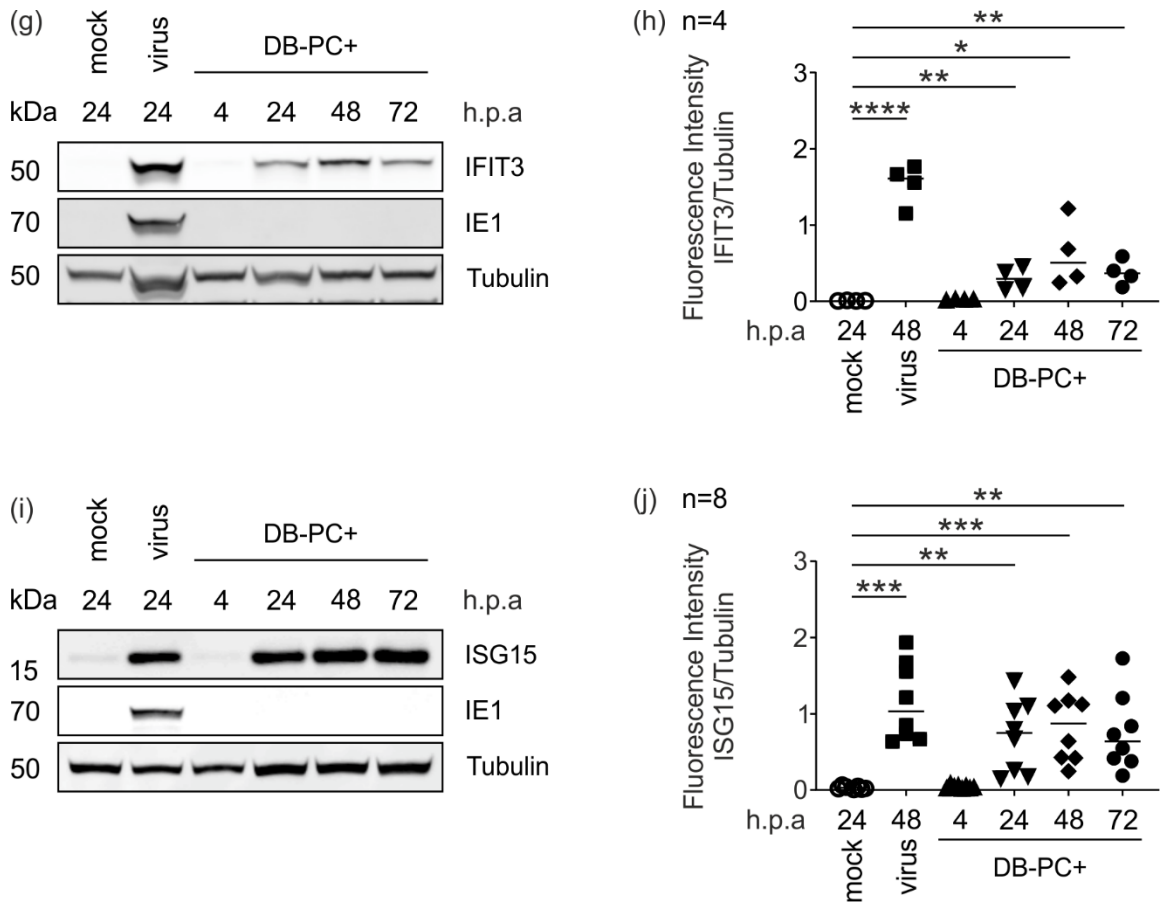 (g)
mock
virus
DB-PC+
kDa 24 24 4 24 48 72 h.p.a
50 IFIT3
70 IE1
50 Tubulin
(h) n=4
**
*
**
****
Fluorescence Intensity
IFIT3/Tubulin
3
2
1
0
h.p.a 24 48 4 24 48 72
mock
virus
DB-PC+
(i)
mock
virus
DB-PC+
kDa 24 24 4 24 48 72 h.p.a
15 ISG15
70 IE1
50 Tubulin
(j) n=8
**
***
**
***
Fluorescence Intensity
ISG15/Tubulin
3
2
1
0
h.p.a 24 48 4 24 48 72
mock
virus
DB-PC+